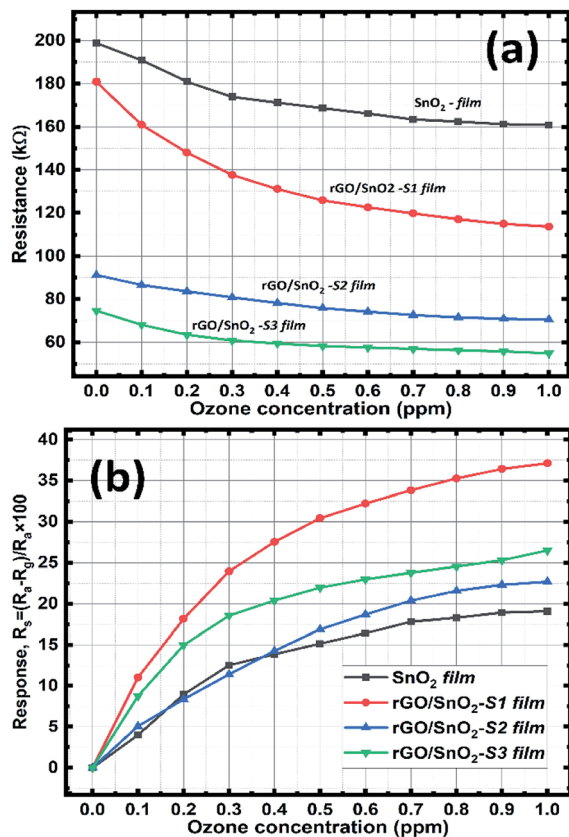 (a)
200
180
160
140
120
100
80
60
Resistance (kΩ)
SnO₂ - film
rGO/SnO2 -S1 film
rGO/SnO₂ -S2 film
rGO/SnO₂ -S3 film
0.0 0.1 0.2 0.3 0.4 0.5 0.6 0.7 0.8 0.9 1.0
Ozone concentration (ppm)
(b)
40
35
30
25
20
15
10
5
0
Response, Rₛ=(Rₐ-R_g)/Rₐ×100
SnO₂ film
rGO/SnO₂-S1 film
rGO/SnO₂-S2 film
rGO/SnO₂-S3 film
0.0 0.1 0.2 0.3 0.4 0.5 0.6 0.7 0.8 0.9 1.0
Ozone concentration (ppm)